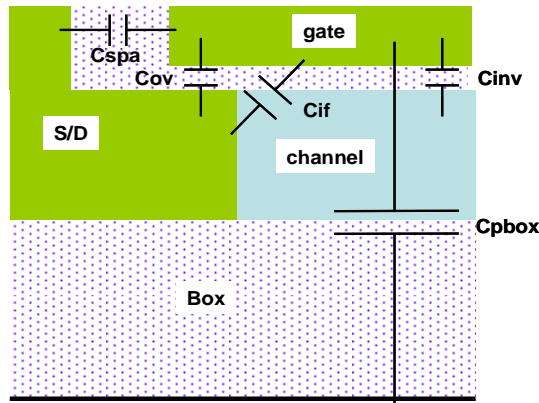 gate
Cspa
Cov
Cinv
Cif
S/D
channel
Cpbox
Box